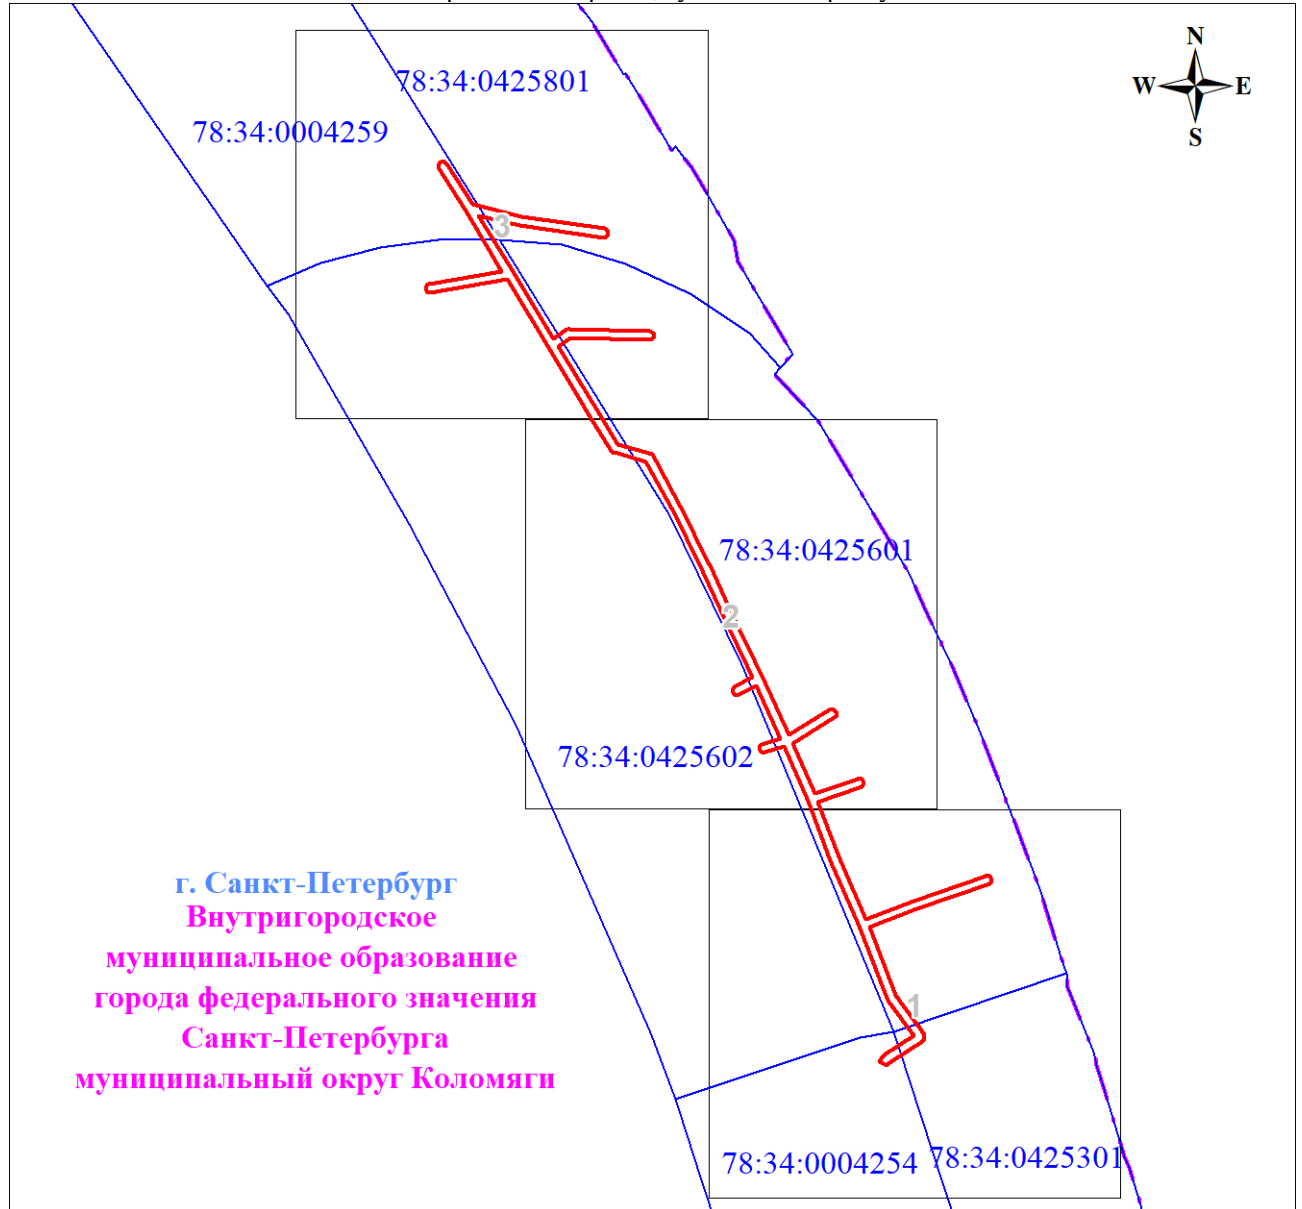 N
78:34:0425801
W E
78:34:0004259
S
3
78:34:0425601
2
78:34:0425602
г. Санкт-Петербург
Внутригородское
муниципальное образование
города федерального значения
Санкт-Петербурга
муниципальный округ Коломяги
1
78:34:0004254
78:34:0425301